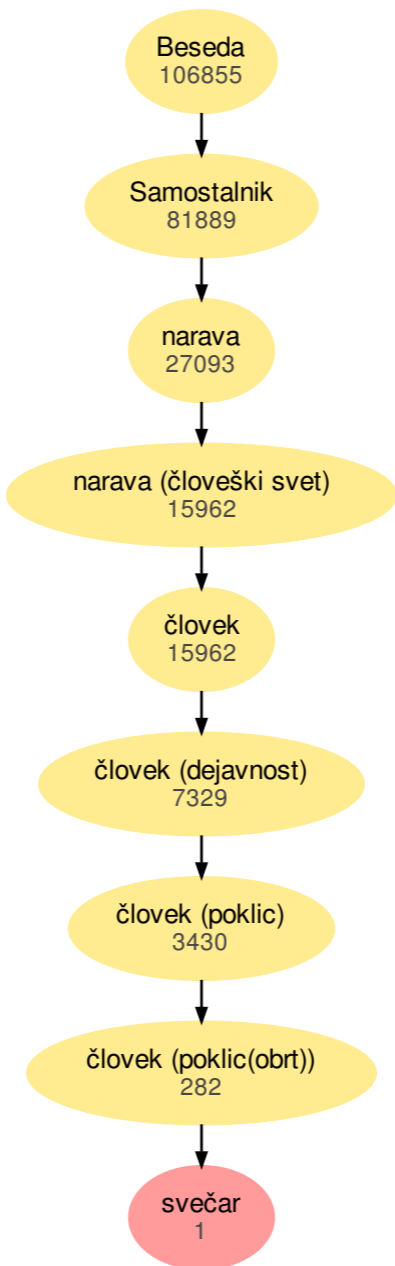 Beseda
106855
Samostalnik
81889
narava
27093
narava (človeški svet)
15962
človek
15962
človek (dejavnost)
7329
človek (poklic)
3430
človek (poklic(obrt))
282
svečar
1